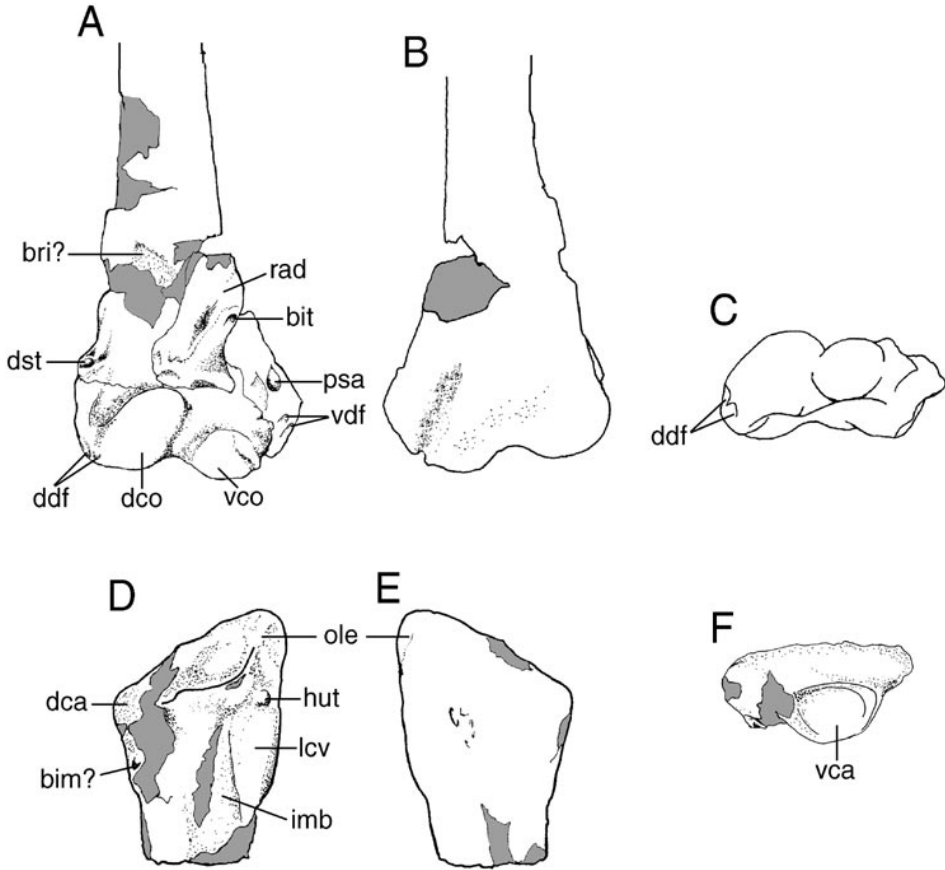 A
B
C
bri?
rad
bit
dst
psa
vdf
ddf
dco
vco
ddf
D
E
F
ole
dca
hut
lcv
bim?
imb
vca